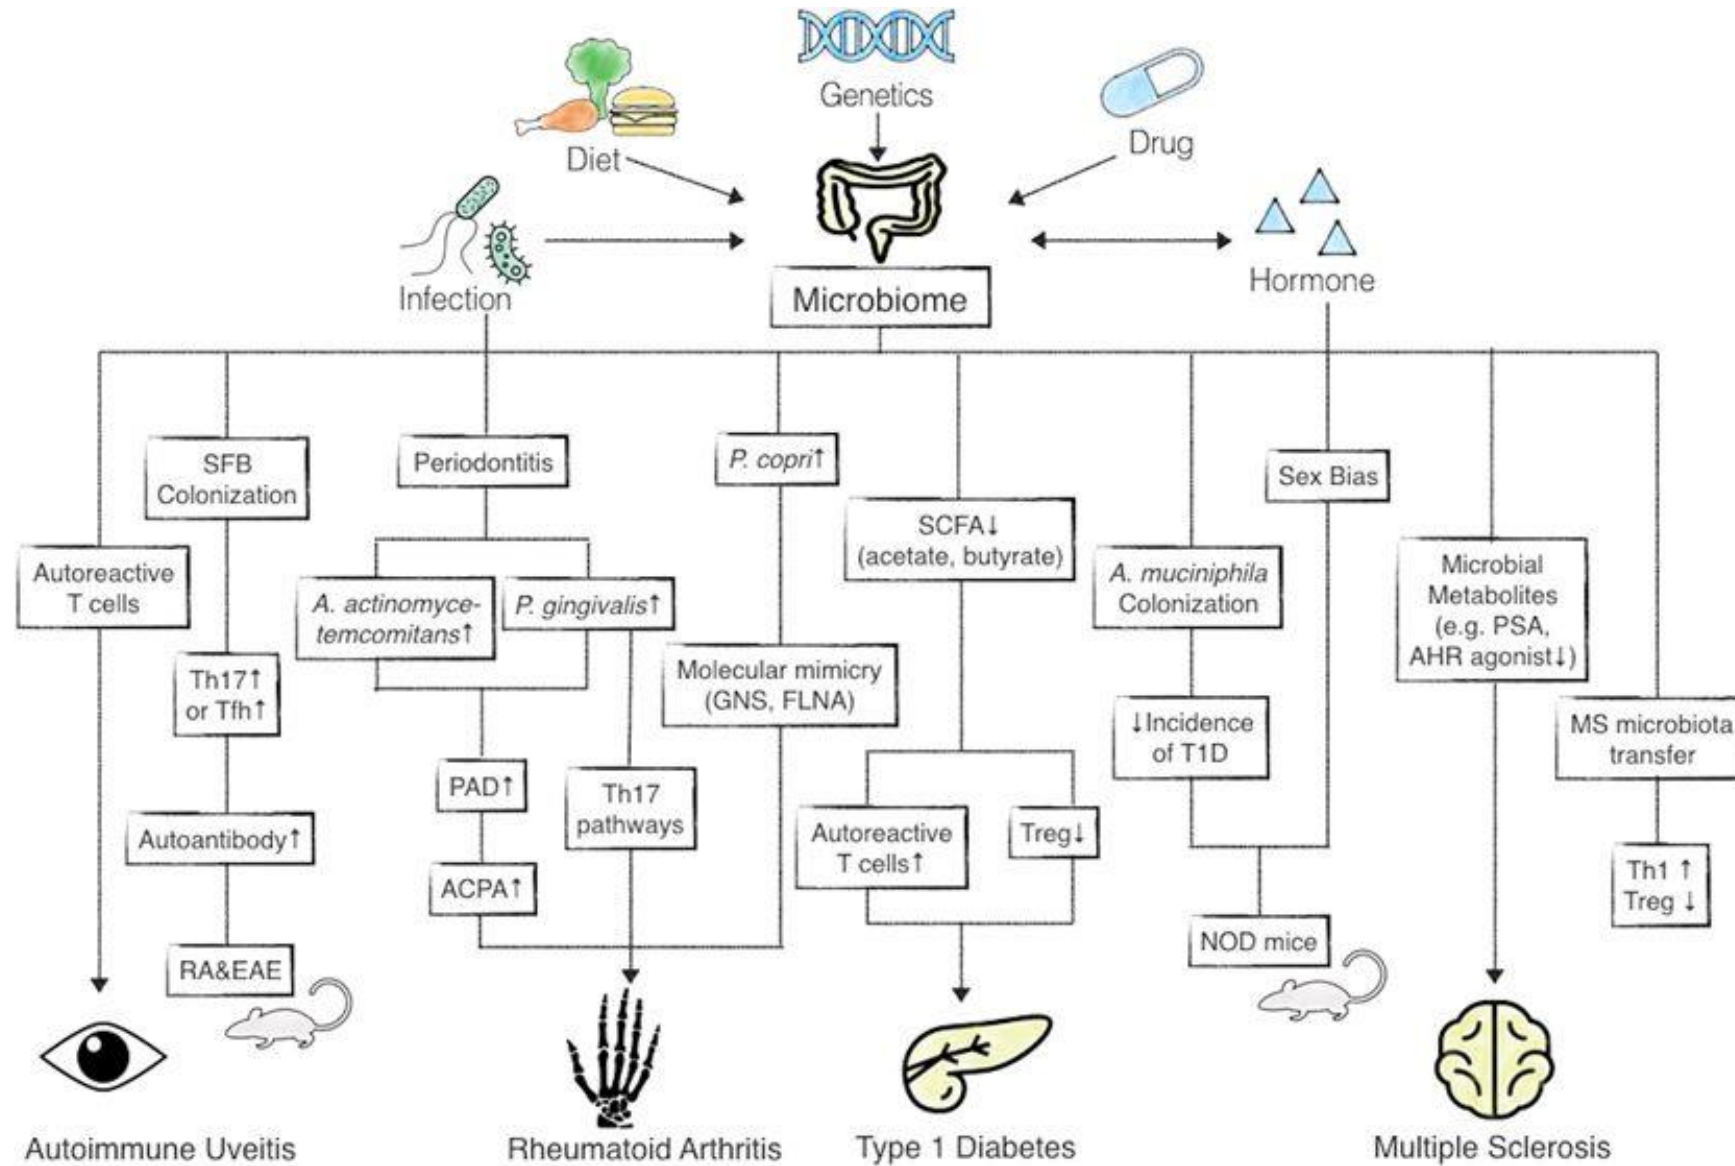 Genetics
Diet
Drug
Infection
Hormone
Microbiome
SFB
Colonization
Periodontitis
P. copri↑
Sex Bias
SCFA↓
(acetate, butyrate)
Autoreactive
T cells
A. actinomyce-
temcomitans↑
P. gingivalis↑
A. muciniphila
Colonization
Microbial
Metabolites
(e.g. PSA,
AHR agonist↓)
Th17↑
or Tfh↑
Molecular mimicry
(GNS, FLNA)
↓Incidence
of T1D
MS microbiota
transfer
PAD↑
Th17
pathways
Autoantibody↑
Autoreactive
T cells↑
Treg↓
ACPA↑
Th1 ↑
Treg ↓
RA&EAE
NOD mice
Autoimmune Uveitis
Rheumatoid Arthritis
Type 1 Diabetes
Multiple Sclerosis